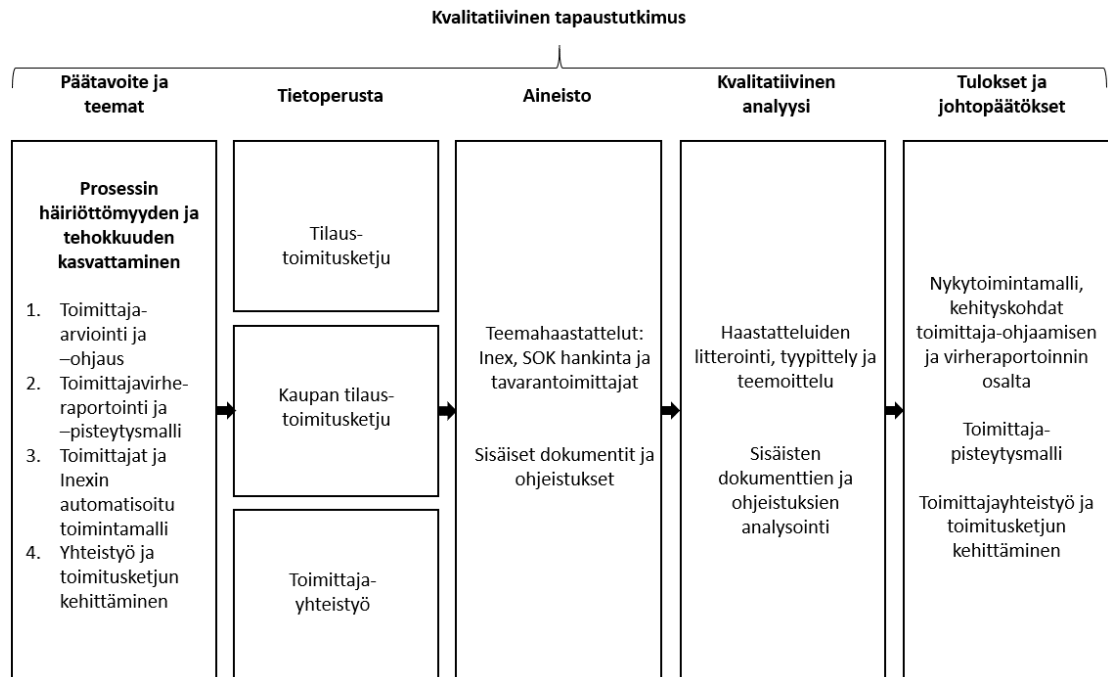 Kvalitatiivinen tapaustutkimus
Päätavoite ja
teemat
Tietoperusta
Aineisto
Kvalitatiivinen
analyysi
Tulokset ja
johtopäätökset
Prosessin
häiriöttömyyden ja
tehokkuuden
kasvattaminen
1. Toimittaja-
arviointi ja
–ohjaus
2. Toimittajavirhe-
raportointi ja
–pisteytysmalli
3. Toimittajat ja
Inexin
automatisoitu
toimintamalli
4. Yhteistyö ja
toimitusketjun
kehittäminen
Tilaus-
toimitusketju
Kaupan tilaus-
toimitusketju
Toimittaja-
yhteistyö
Teemahaastattelut:
Inex, SOK hankinta ja
tavarantoimittajat
Sisäiset dokumentit ja
ohjeistukset
Haastatteluiden
litterointi, tyypittely ja
teemoittelu
Sisäisten
dokumenttien ja
ohjeistuksien
analysointi
Nykytoimintamalli,
kehityskohdat
toimittaja-ohjaamisen
ja virheraportoinnin
osalta
Toimittaja-
pisteytysmalli
Toimittajayhteistyö ja
toimitusketjun
kehittäminen